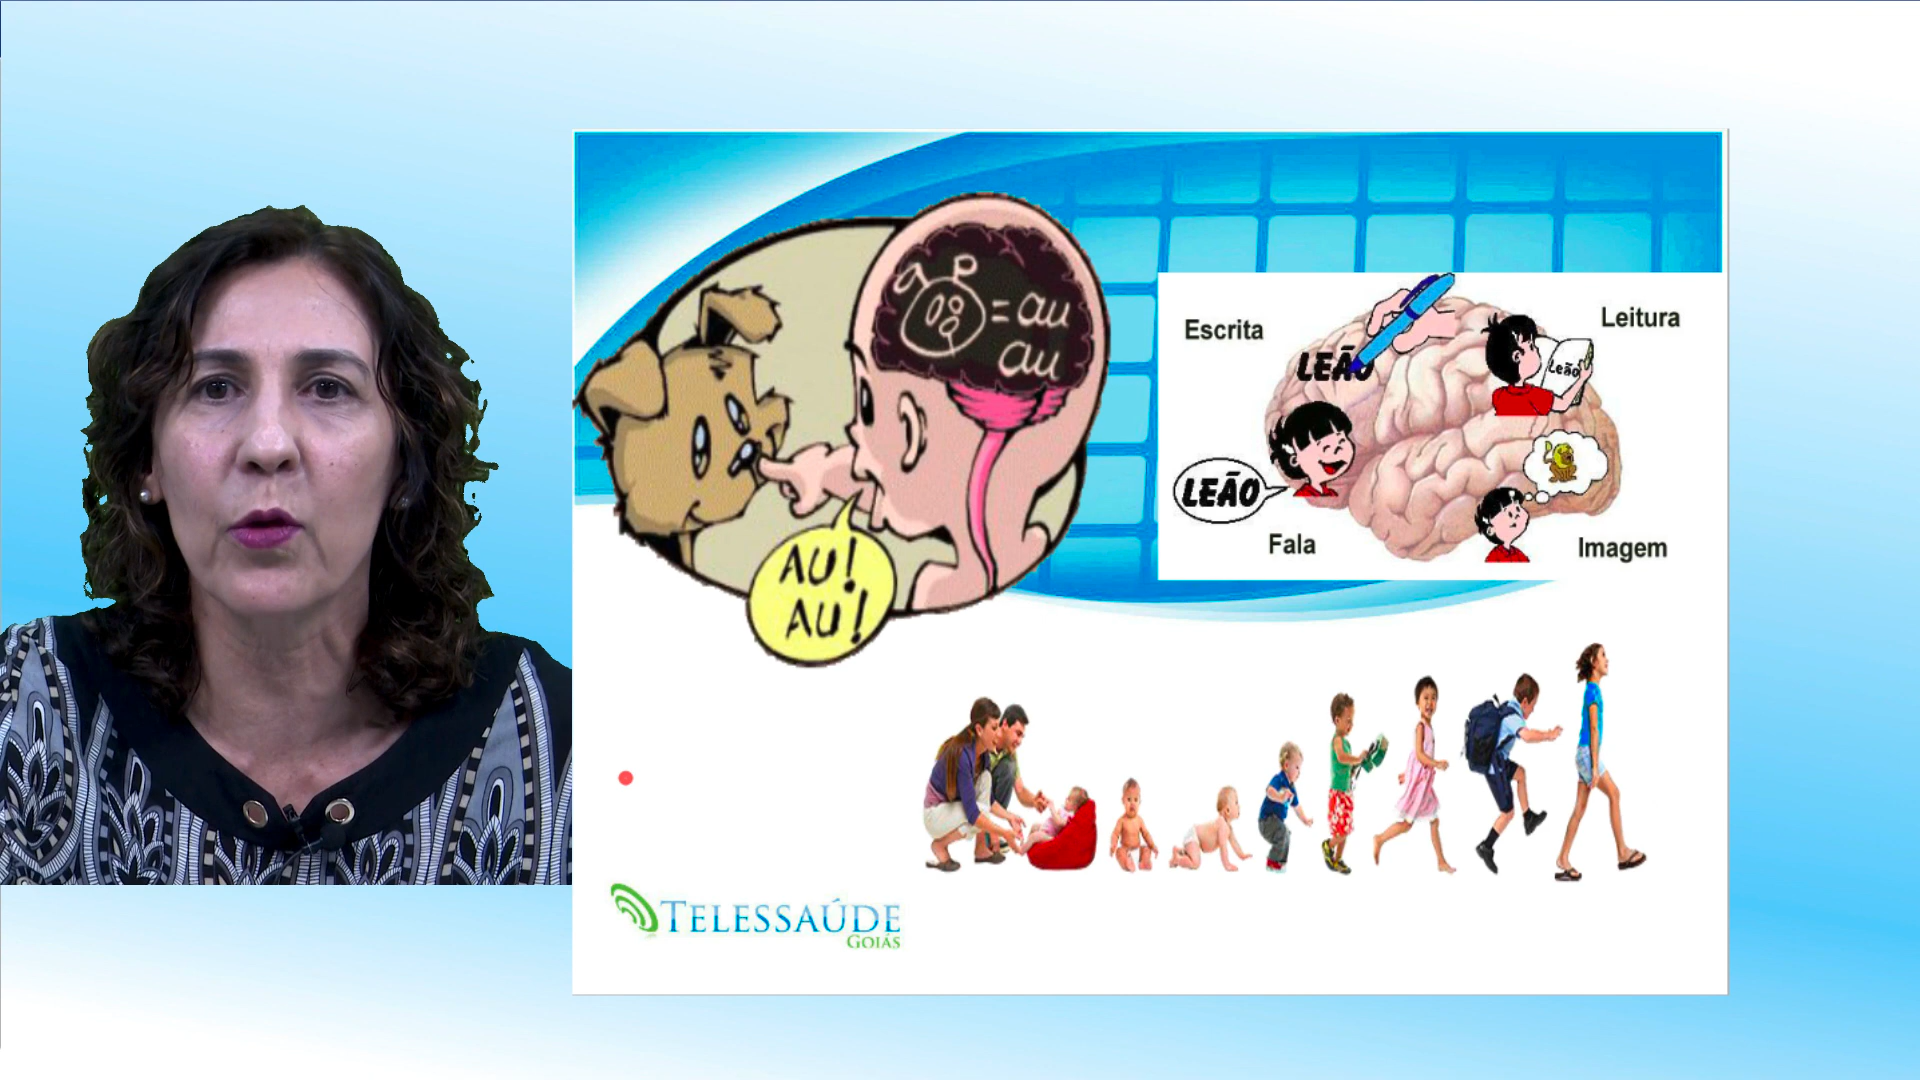 = au
au
AU!
AU!
Escrita
Leitura
LEÃO
Leão
LEÃO
Fala
Imagem
TELESSAÚDE
GOIÁS